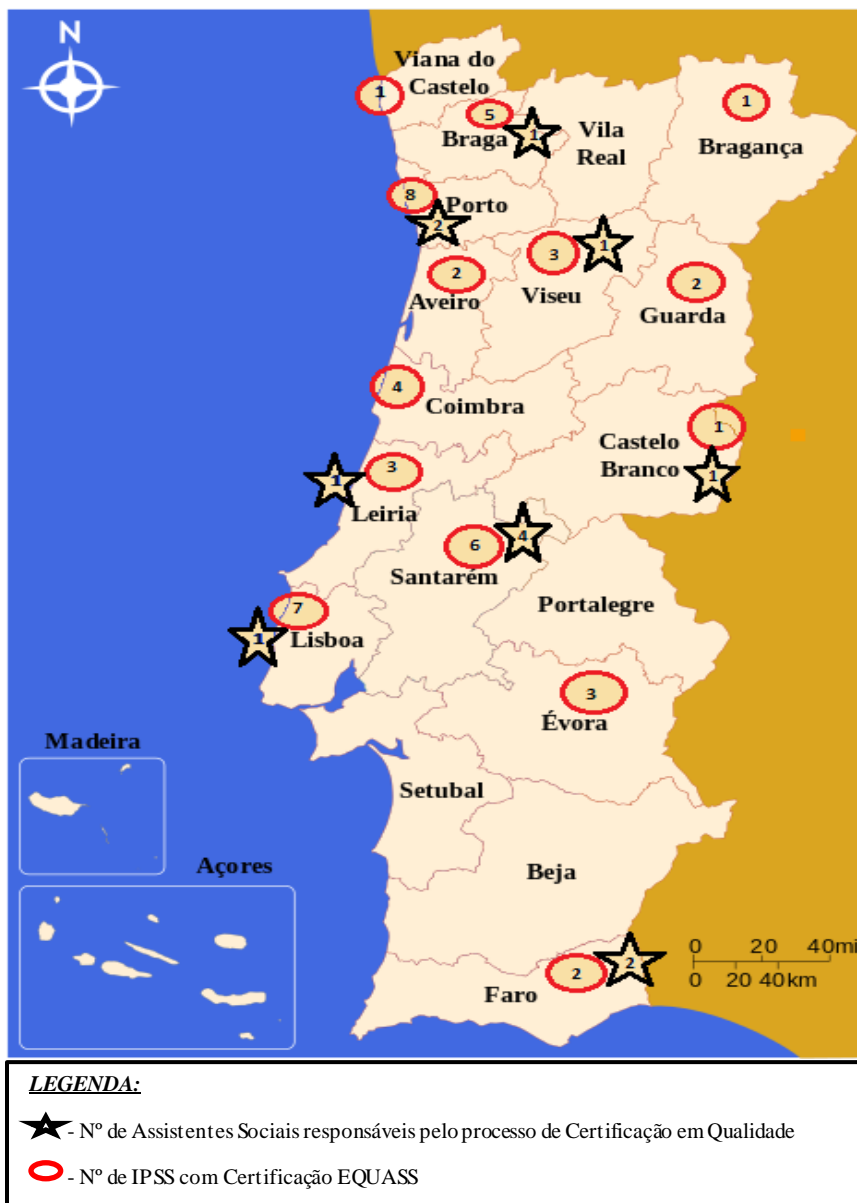 N
Viana do
Castelo
1
5
Braga
1
Vila
Real
1
Bragança
8
Porto
2
2
Aveiro
3
1
Viseu
2
Guarda
4
Coimbra
1
Castelo
Branco
1
3
1
Leiria
6
4
Santarém
Portalegre
7
1
Lisboa
3
Évora
Madeira
Setubal
Açores
Beja
2
2
Faro
0 20 40mi
0 20 40km
LEGENDA:
- Nº de Assistentes Sociais responsáveis pelo processo de Certificação em Qualidade
- Nº de IPSS com Certificação EQUASS